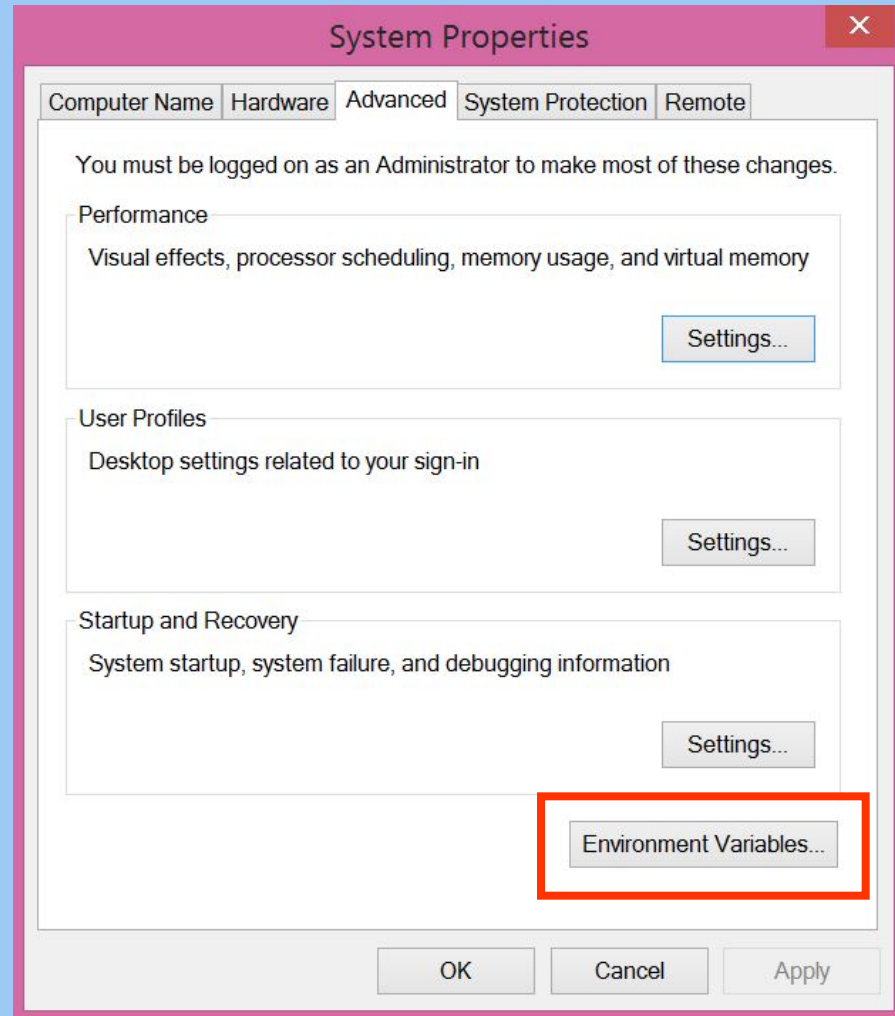 System Properties
Computer Name Hardware Advanced System Protection Remote
You must be logged on as an Administrator to make most of these changes.
Performance
Visual effects, processor scheduling, memory usage, and virtual memory
Settings...
User Profiles
Desktop settings related to your sign-in
Settings...
Startup and Recovery
System startup, system failure, and debugging information
Settings...
Environment Variables...
OK Cancel Apply